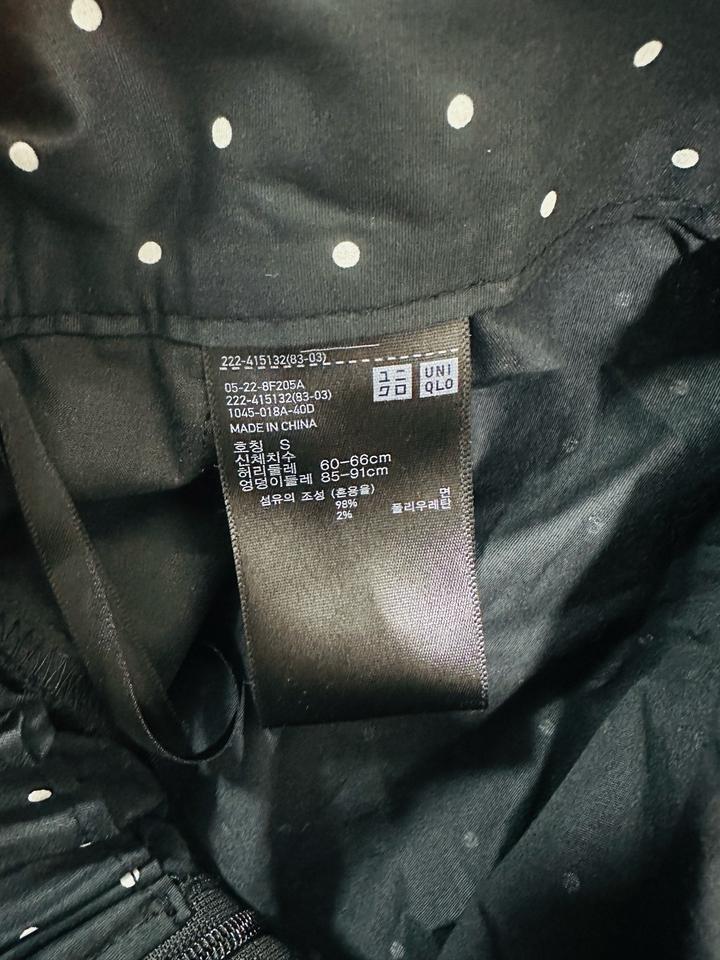 222-415132(83-03)
05-22-8F205A
222-415132(83-03)
1045-018A-40D
MADE IN CHINA
ユニ
クロ
UNI
QLO
호칭 S
신체치수
허리둘레 60-66cm
엉덩이둘레 85-91cm
섬유의 조성 (혼용율)
98% 면
2% 폴리우레탄